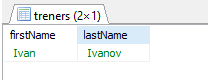 treners (2×1)
firstName lastName
Ivan Ivanov